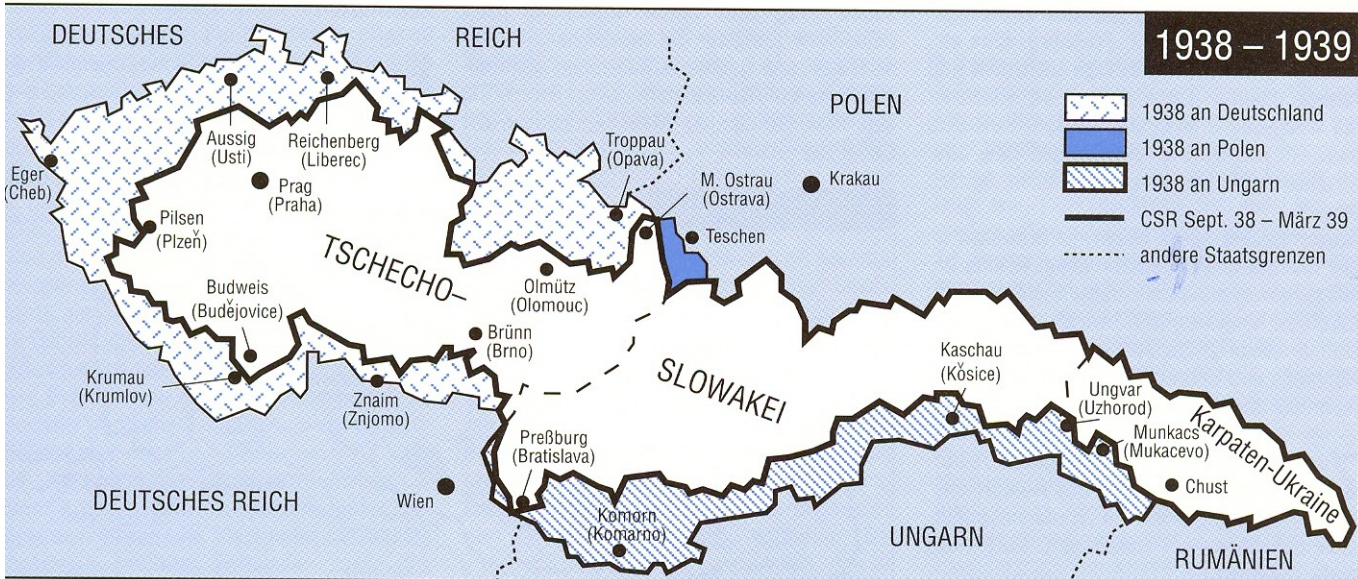 DEUTSCHES REICH
1938 – 1939
POLEN
1938 an Deutschland
1938 an Polen
1938 an Ungarn
CSR Sept. 38 – März 39
andere Staatsgrenzen
Eger
(Cheb)
Aussig
(Usti)
Reichenberg
(Liberec)
Prag
(Praha)
Pilsen
(Plzeň)
Troppau
(Opava)
M. Ostrau
(Ostrava)
Krakau
Teschen
TSCHECHO–
SLOWAKEI
Olmütz
(Olomouc)
Budweis
(Budějovice)
Brünn
(Brno)
Krumau
(Krumlov)
Znaim
(Znjomo)
Kaschau
(Kǒsice)
Ungvar
(Uzhorod)
Karpaten-Ukraine
Munkacs
(Mukacevo)
Chust
Preßburg
(Bratislava)
DEUTSCHES REICH
Wien
Komorn
(Komarno)
UNGARN
RUMÄNIEN